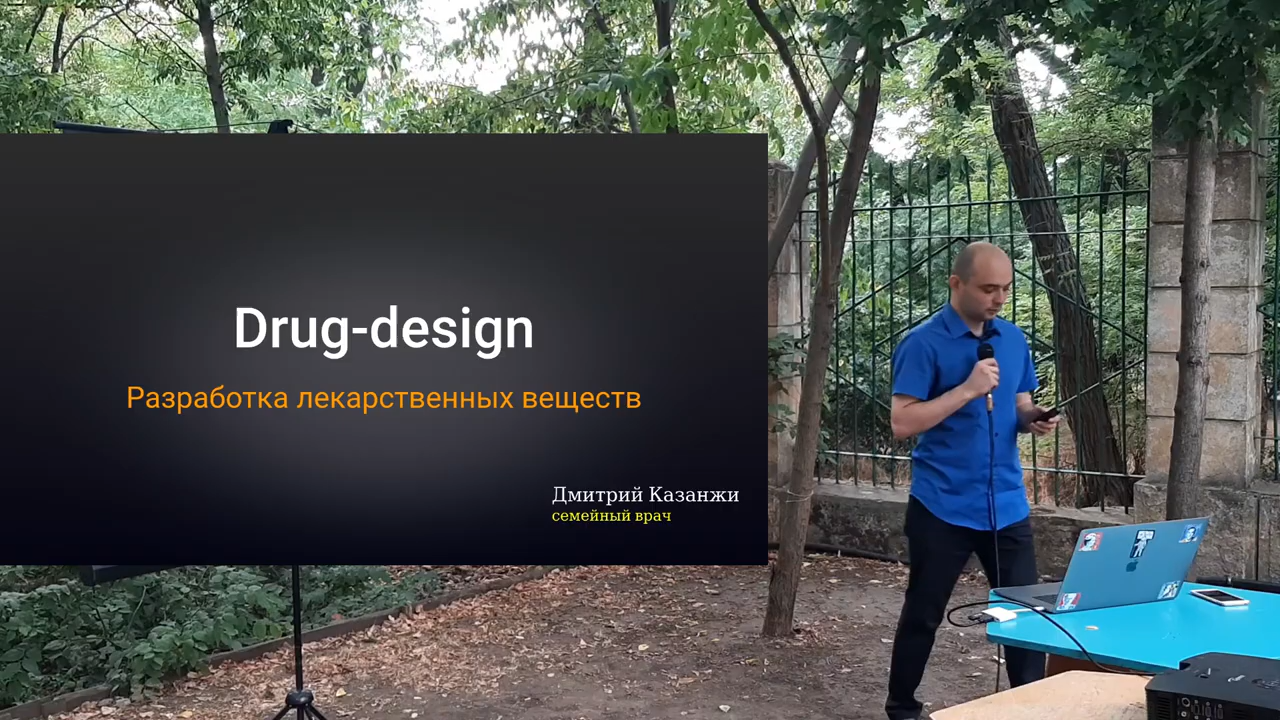 Drug-design
Разработка лекарственных веществ
Дмитрий Казанжи
семейный врач